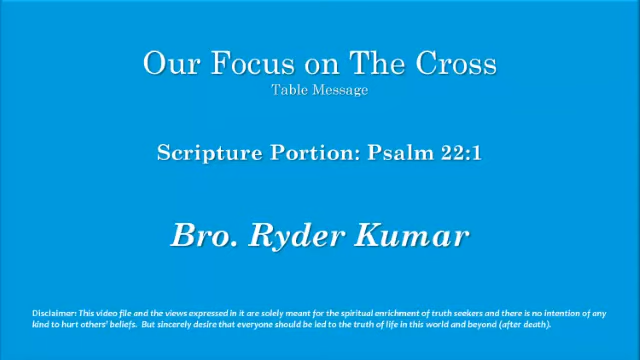 Our Focus on The Cross
Table Message
Scripture Portion: Psalm 22:1
Bro. Ryder Kumar
Disclaimer: This video file and the views expressed in it are solely meant for the spiritual enrichment of truth seekers and there is no intention of any
kind to hurt others' beliefs. But sincerely desire that everyone should be led to the truth of life in this world and beyond (after death).